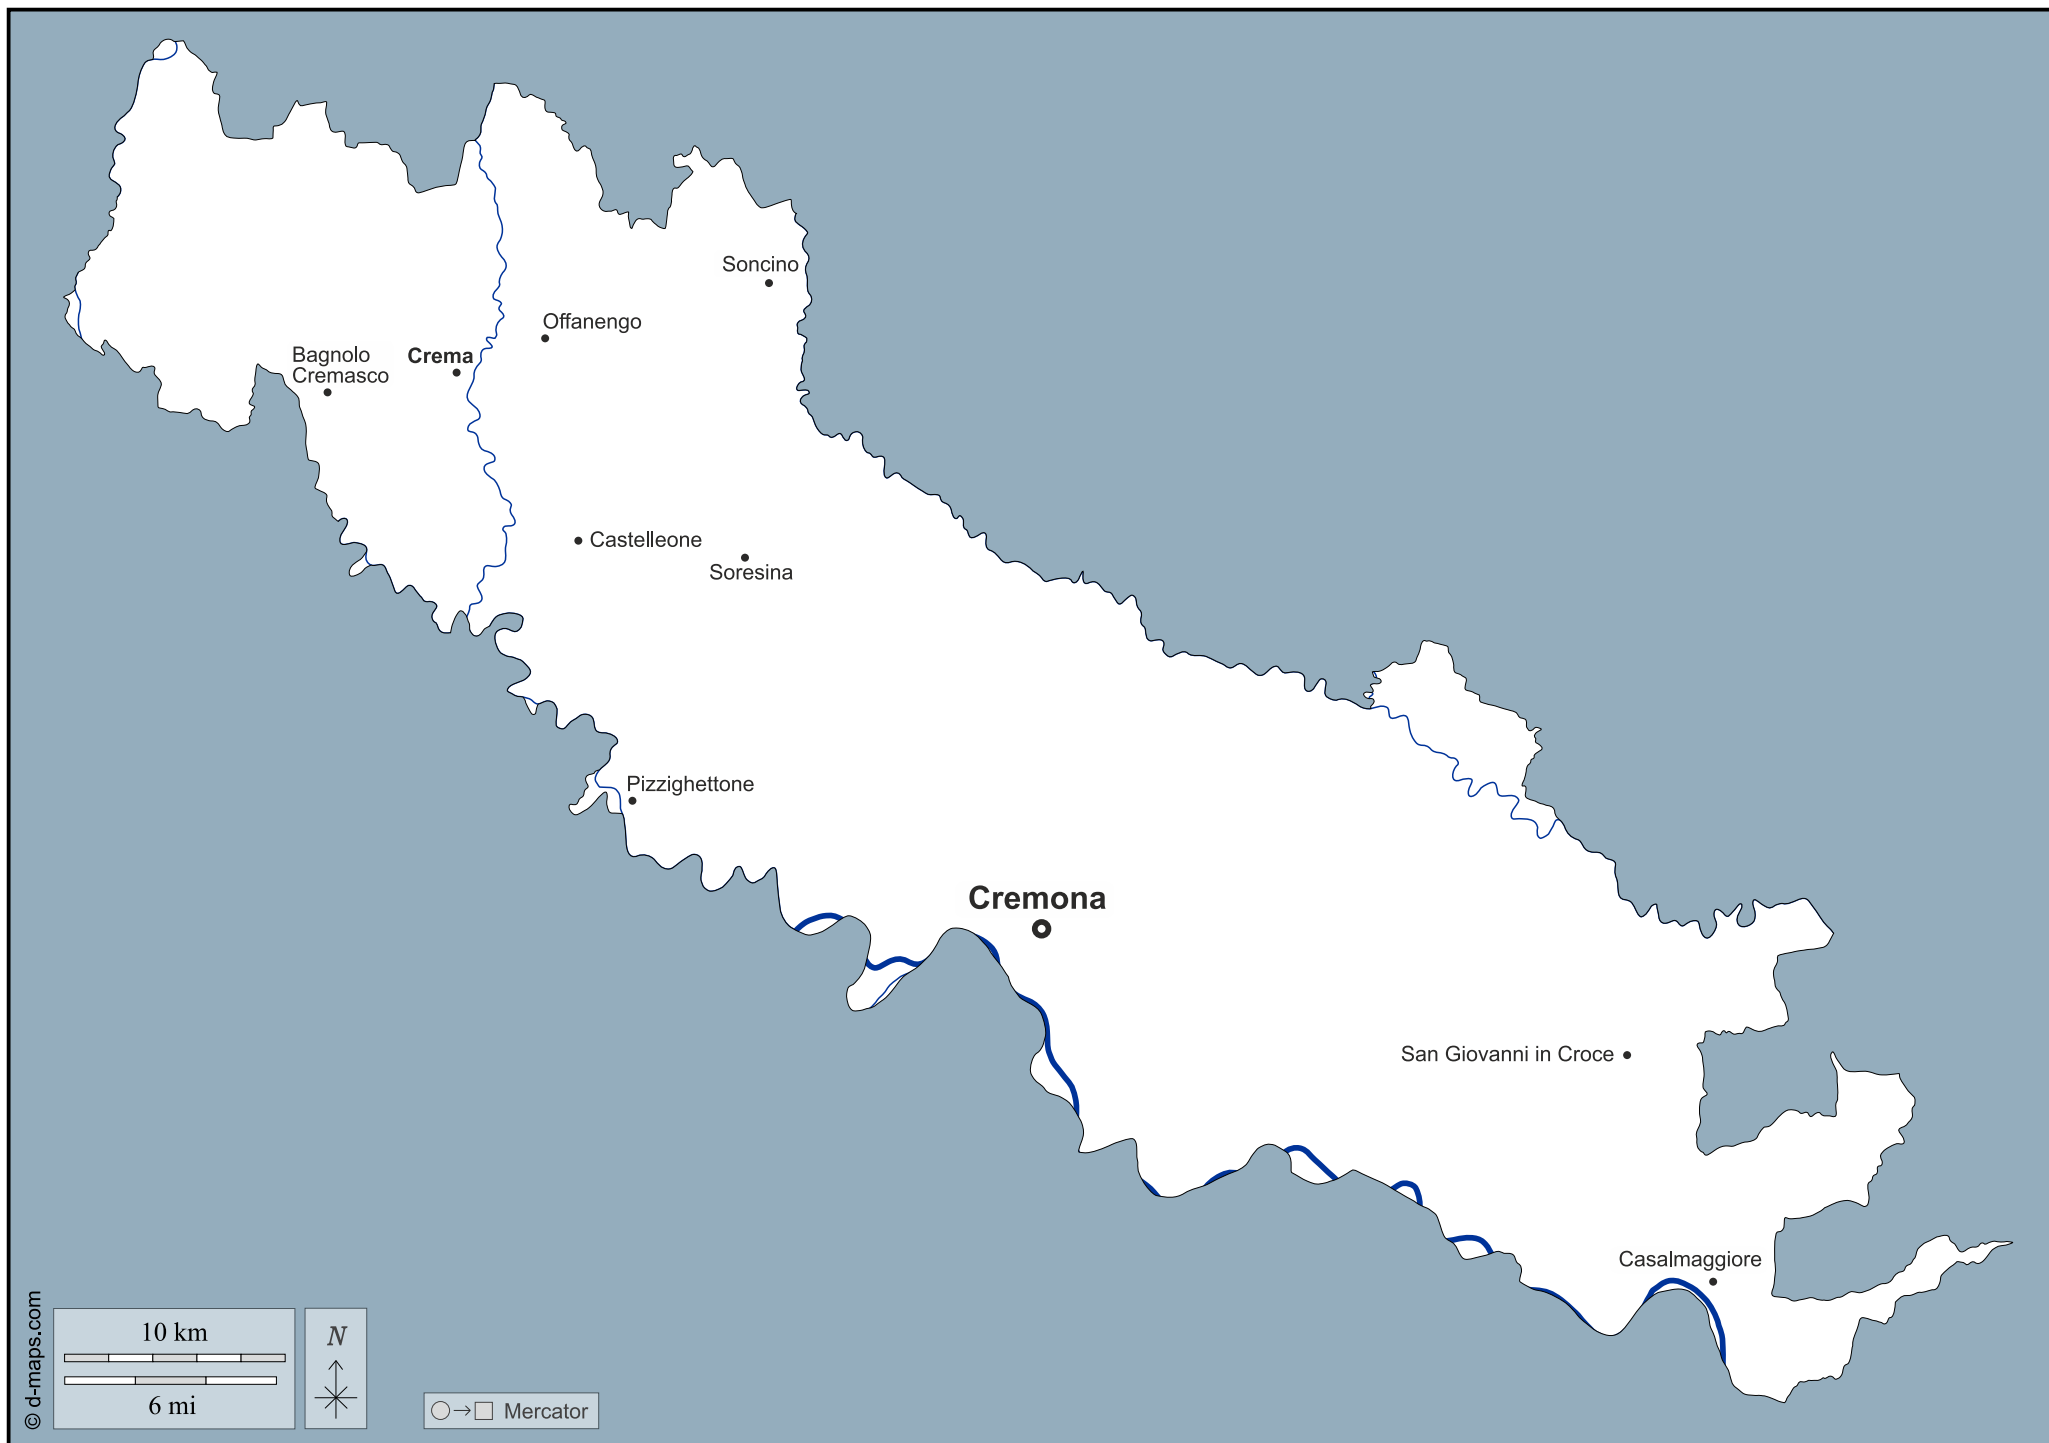 Soncino
Offanengo
Bagnolo
Cremasco
Crema
Castelleone
Soresina
Pizzighettone
Cremona
San Giovanni in Croce
Casalmaggiore
© d-maps.com
10 km
6 mi
N
Mercator